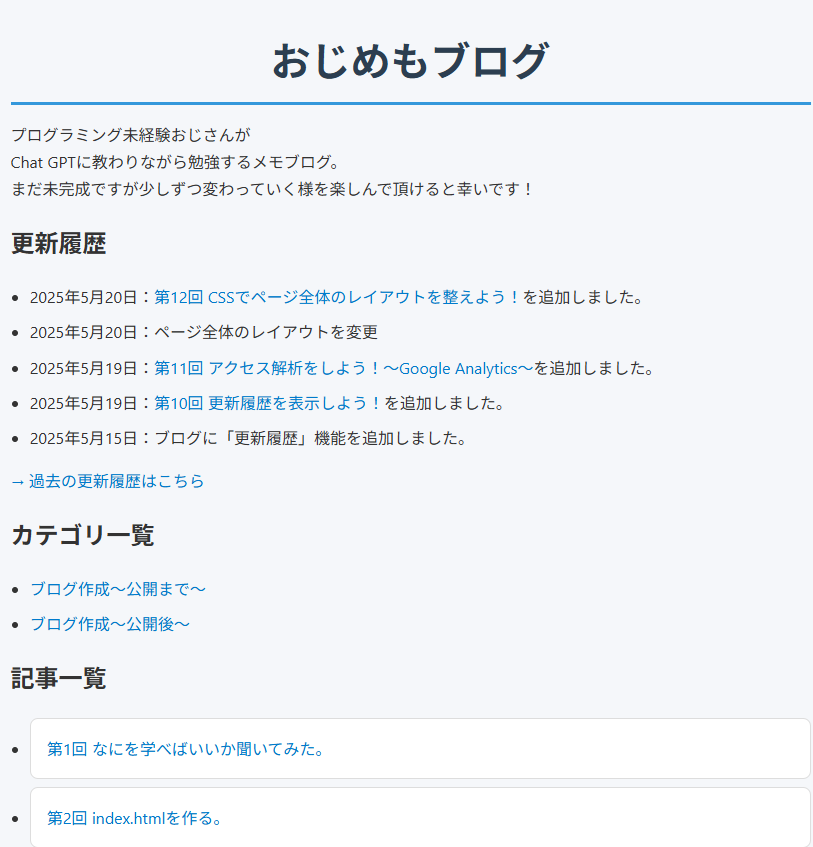 おじめもブログ
プログラミング未経験おじさんが
Chat GPTに教わりながら勉強するメモブログ。
まだ未完成ですが少しずつ変わっていく様を楽しんで頂けると幸いです！
更新履歴
2025年5月20日：第12回 CSSでページ全体のレイアウトを整えよう！を追加しました。
2025年5月20日：ページ全体のレイアウトを変更
2025年5月19日：第11回 アクセス解析をしよう！～Google Analytics～を追加しました。
2025年5月19日：第10回 更新履歴を表示しよう！を追加しました。
2025年5月15日：ブログに「更新履歴」機能を追加しました。
→ 過去の更新履歴はこちら
カテゴリ一覧
ブログ作成～公開まで～
ブログ作成～公開後～
記事一覧
第1回 なにを学べばいいか聞いてみた。
第2回 index.htmlを作る。